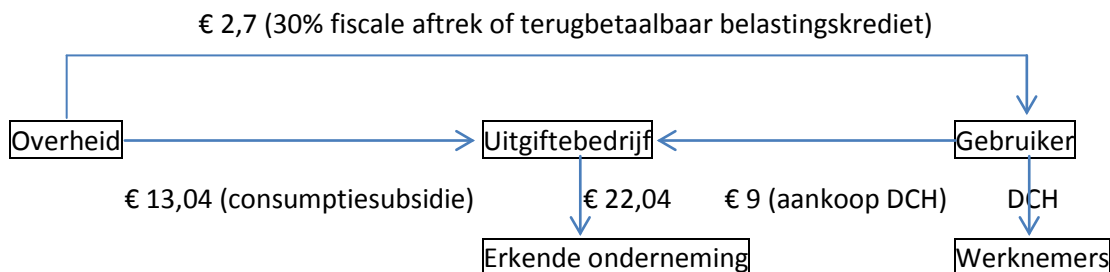 € 2,7 (30% fiscale aftrek of terugbetaalbaar belastingskrediet)
Overheid Uitgiftebedrijf Gebruiker
€ 13,04 (consumptiesubsidie) € 22,04 € 9 (aankoop DCH) DCH
Erkende onderneming Werknemers